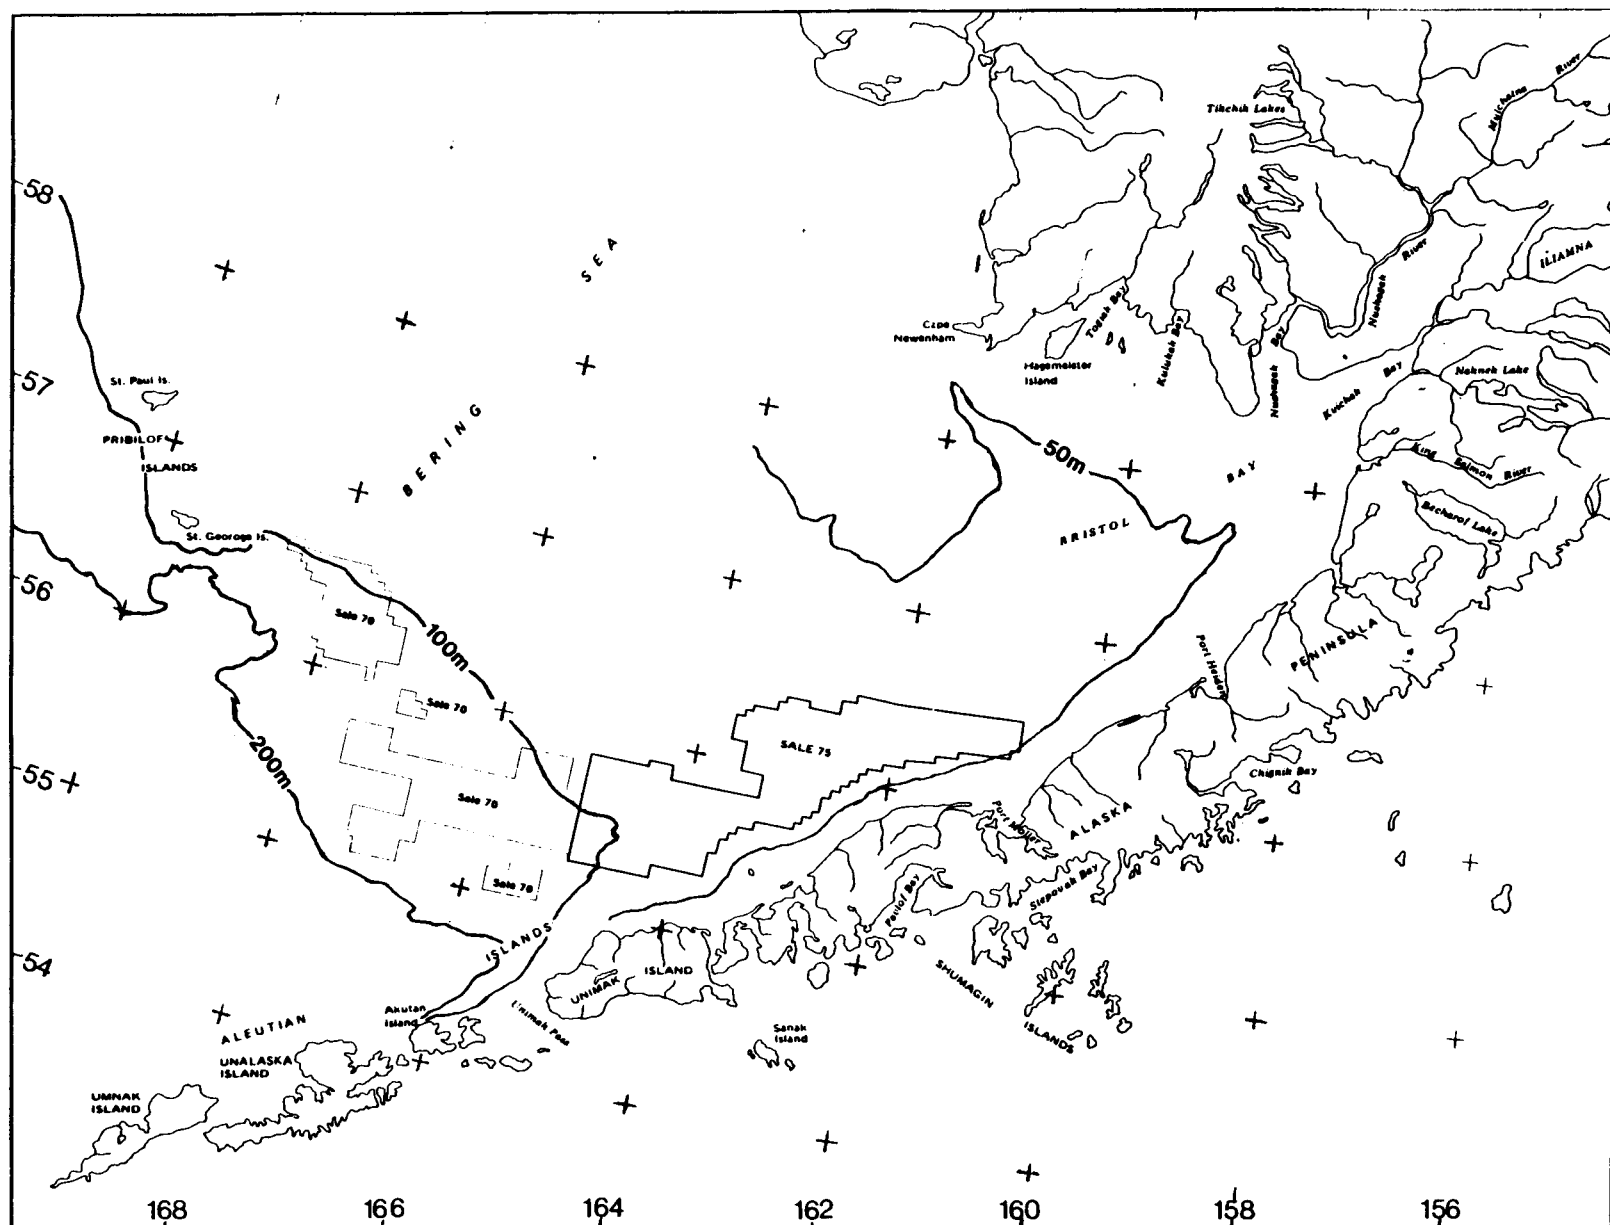 Tikchik Lakes
Mulchatna River
58
SEA
ILIAMNA
Nushagak River
Cape
Newenham
Togiak Bay
Hagemeister
Island
Kulukak Bay
Nushagak Bay
Kvichak Bay
Naknek Lake
57
St. Paul Is.
PRIBILOF
ISLANDS
BERING
50m
BAY
BRISTOL
King Salmon River
Becharof Lake
St. George Is.
56
Sale 70
100m
Port Heiden
PENINSULA
Sale 70
200m
SALE 75
55
Sale 70
Chignik Bay
Port Moller
ALASKA
Sale 70
Pavlof Bay
Stepovak Bay
54
ISLANDS
UNIMAK
ISLAND
SHUMAGIN
ISLANDS
Akutan
Island
Unimak Pass
Sanak
Island
ALEUTIAN
UNALASKA
ISLAND
UMNAK
ISLAND
168 166 164 162 160 158 156